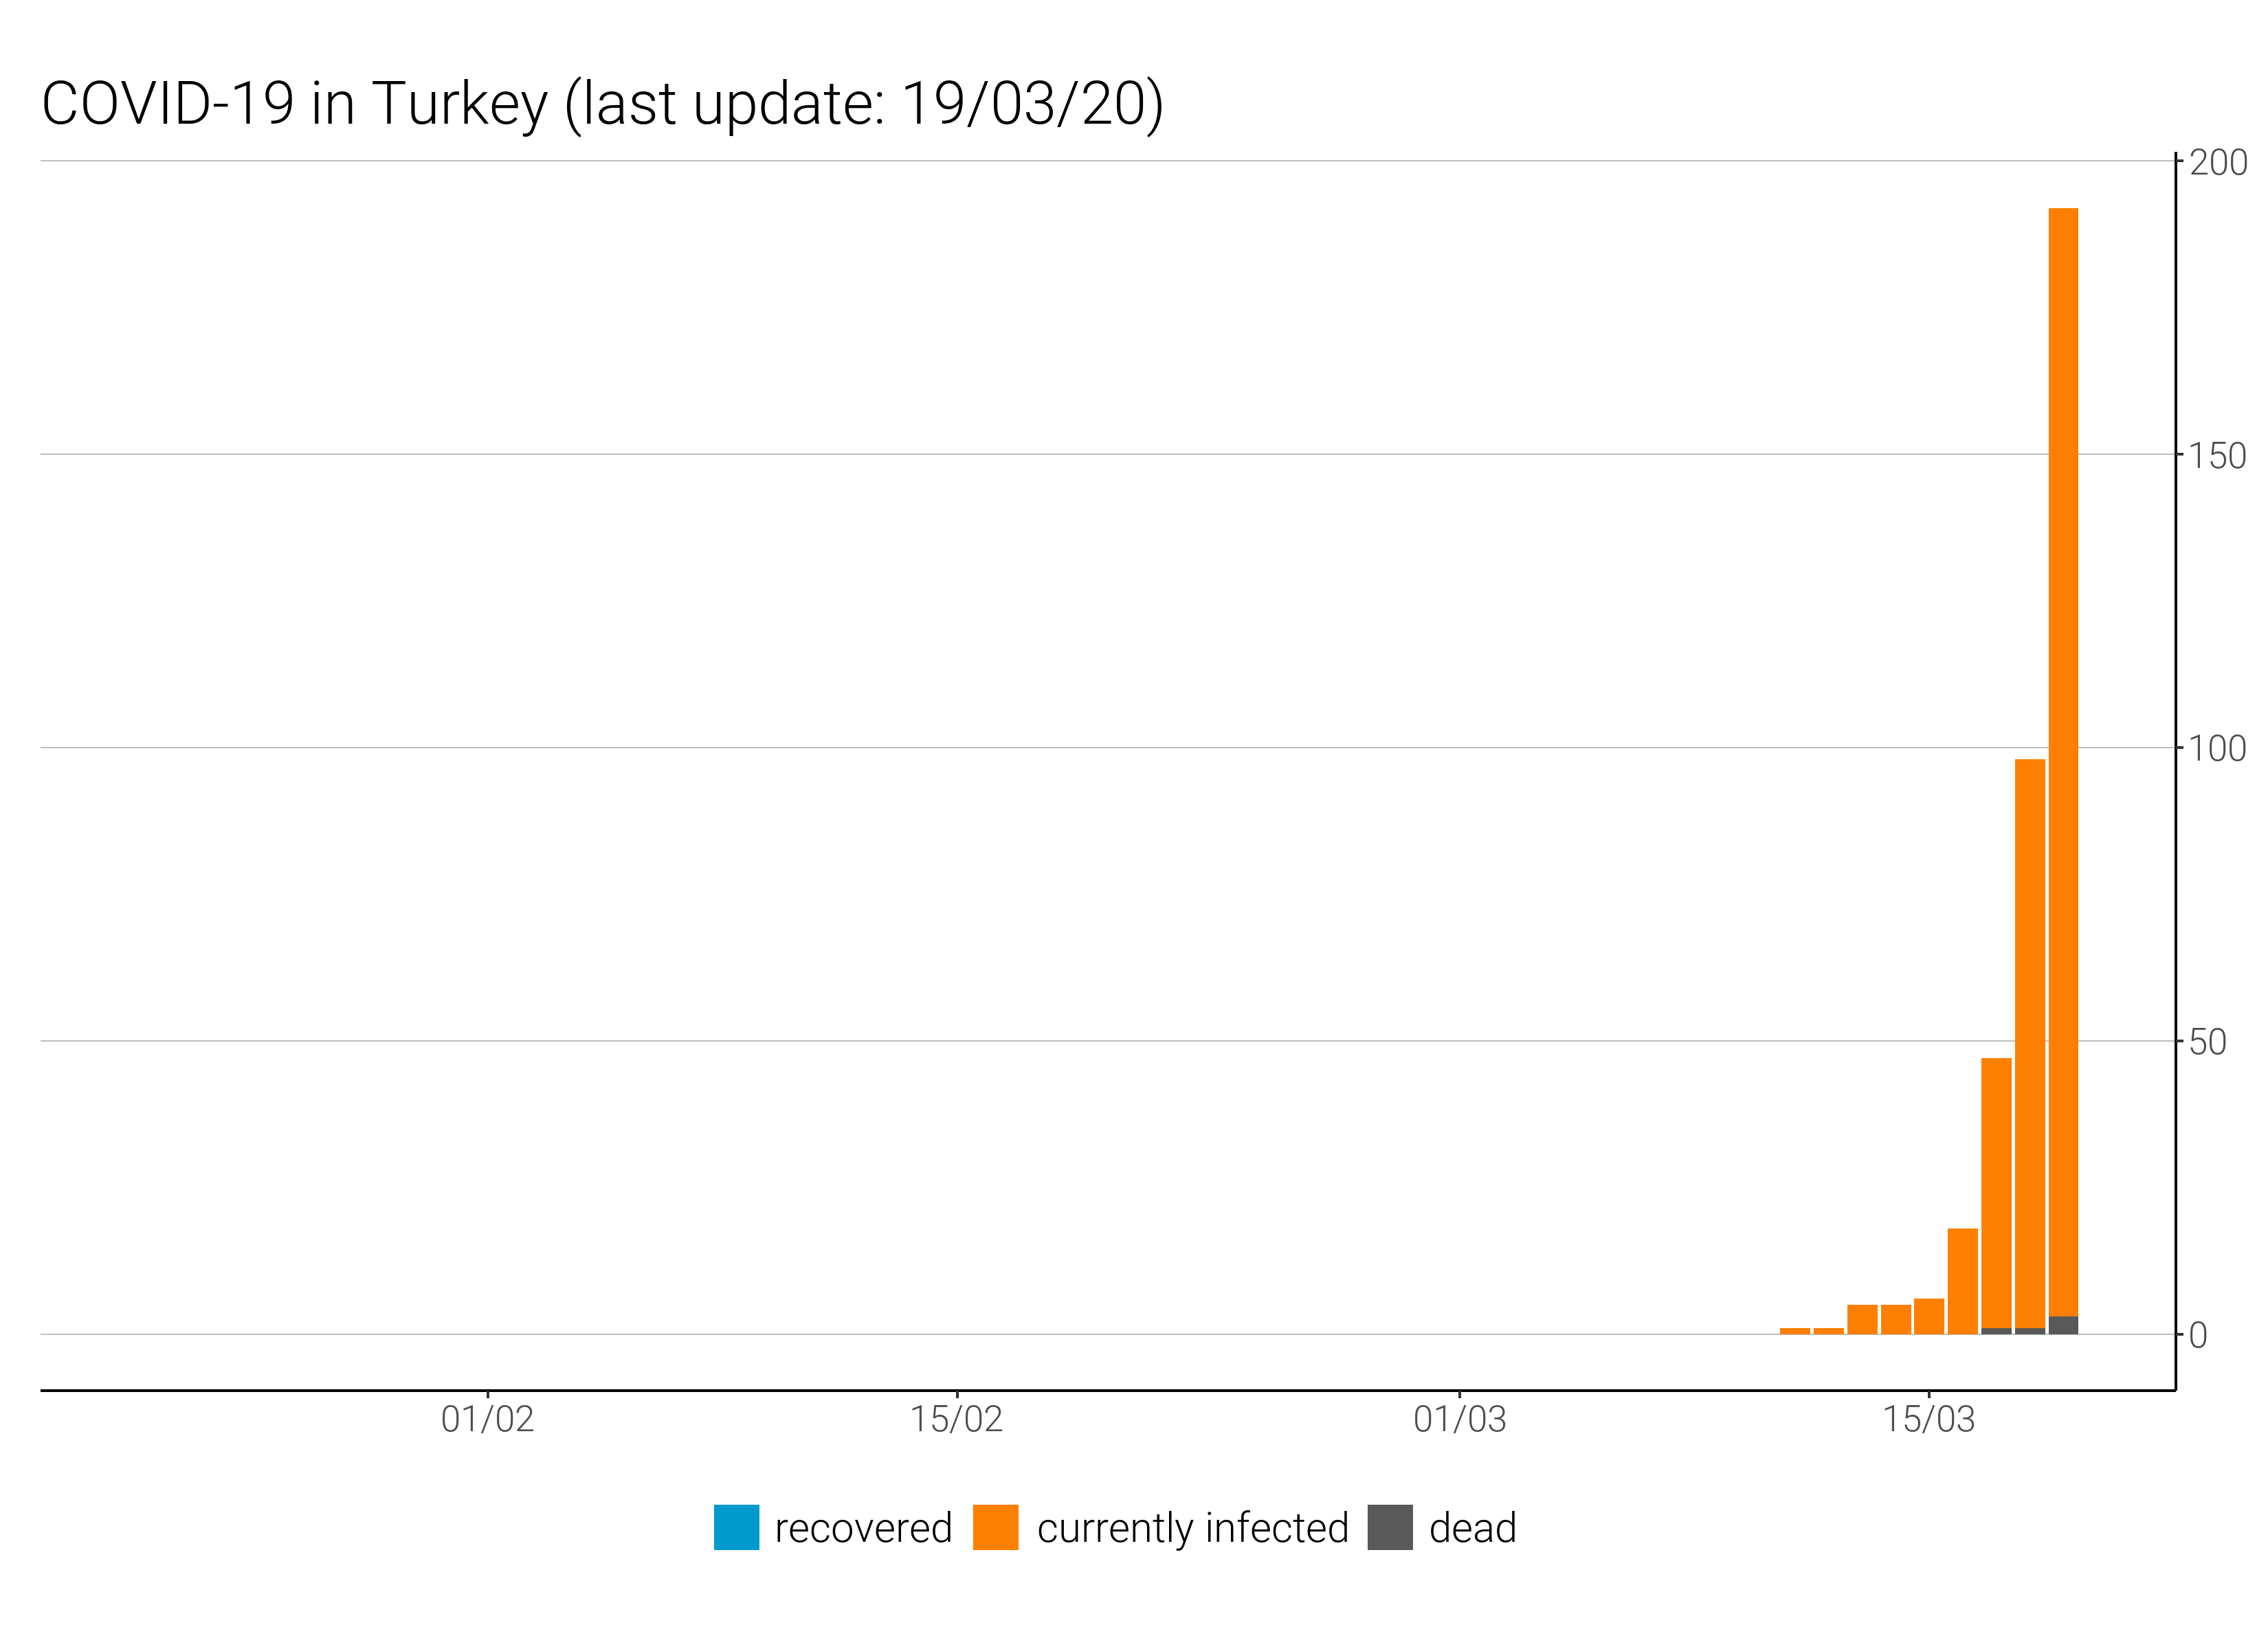 COVID-19 in Turkey (last update: 19/03/20)
200
150
100
50
0
01/02 15/02 01/03 15/03
recovered currently infected dead